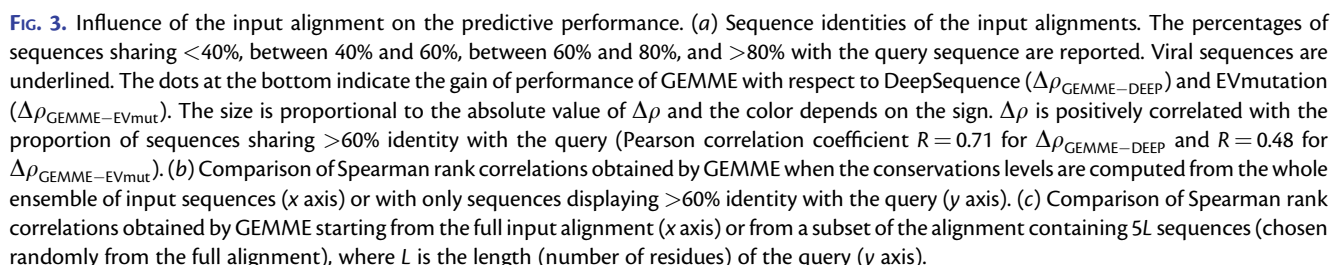 FIG. 3. Influence of the input alignment on the predictive performance. (a) Sequence identities of the input alignments. The percentages of
sequences sharing <40%, between 40% and 60%, between 60% and 80%, and >80% with the query sequence are reported. Viral sequences are
underlined. The dots at the bottom indicate the gain of performance of GEMME with respect to DeepSequence (Δρ_GEMME−DEEP) and EVmutation
(Δρ_GEMME−EVmut). The size is proportional to the absolute value of Δρ and the color depends on the sign. Δρ is positively correlated with the
proportion of sequences sharing >60% identity with the query (Pearson correlation coefficient R = 0.71 for Δρ_GEMME−DEEP and R = 0.48 for
Δρ_GEMME−EVmut). (b) Comparison of Spearman rank correlations obtained by GEMME when the conservations levels are computed from the whole
ensemble of input sequences (x axis) or with only sequences displaying >60% identity with the query (y axis). (c) Comparison of Spearman rank
correlations obtained by GEMME starting from the full input alignment (x axis) or from a subset of the alignment containing 5L sequences (chosen
randomly from the full alignment), where L is the length (number of residues) of the query (y axis).